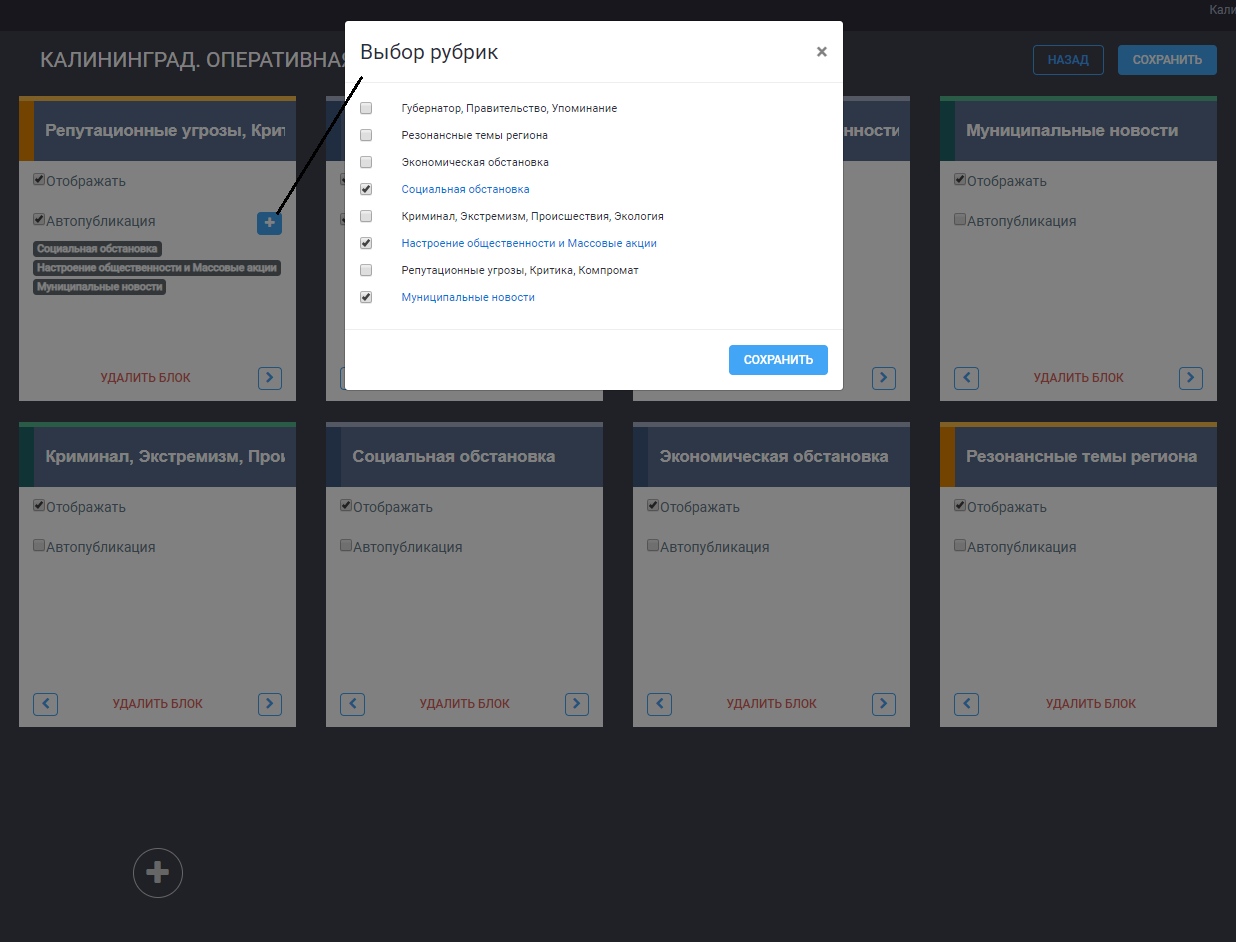 Кали
КАЛИНИНГРАД. ОПЕРАТИВНАЯ
НАЗАД
СОХРАНИТЬ
Выбор рубрик
×
Губернатор, Правительство, Упоминание
Резонансные темы региона
Экономическая обстановка
Социальная обстановка
Криминал, Экстремизм, Происшествия, Экология
Настроение общественности и Массовые акции
Репутационные угрозы, Критика, Компромат
Муниципальные новости
СОХРАНИТЬ
Репутационные угрозы, Крит
Отображать
Автопубликация
Социальная обстановка
Настроение общественности и Массовые акции
Муниципальные новости
УДАЛИТЬ БЛОК
нности
Муниципальные новости
Отображать
Автопубликация
УДАЛИТЬ БЛОК
Криминал, Экстремизм, Прои
Отображать
Автопубликация
УДАЛИТЬ БЛОК
Социальная обстановка
Отображать
Автопубликация
УДАЛИТЬ БЛОК
Экономическая обстановка
Отображать
Автопубликация
УДАЛИТЬ БЛОК
Резонансные темы региона
Отображать
Автопубликация
УДАЛИТЬ БЛОК